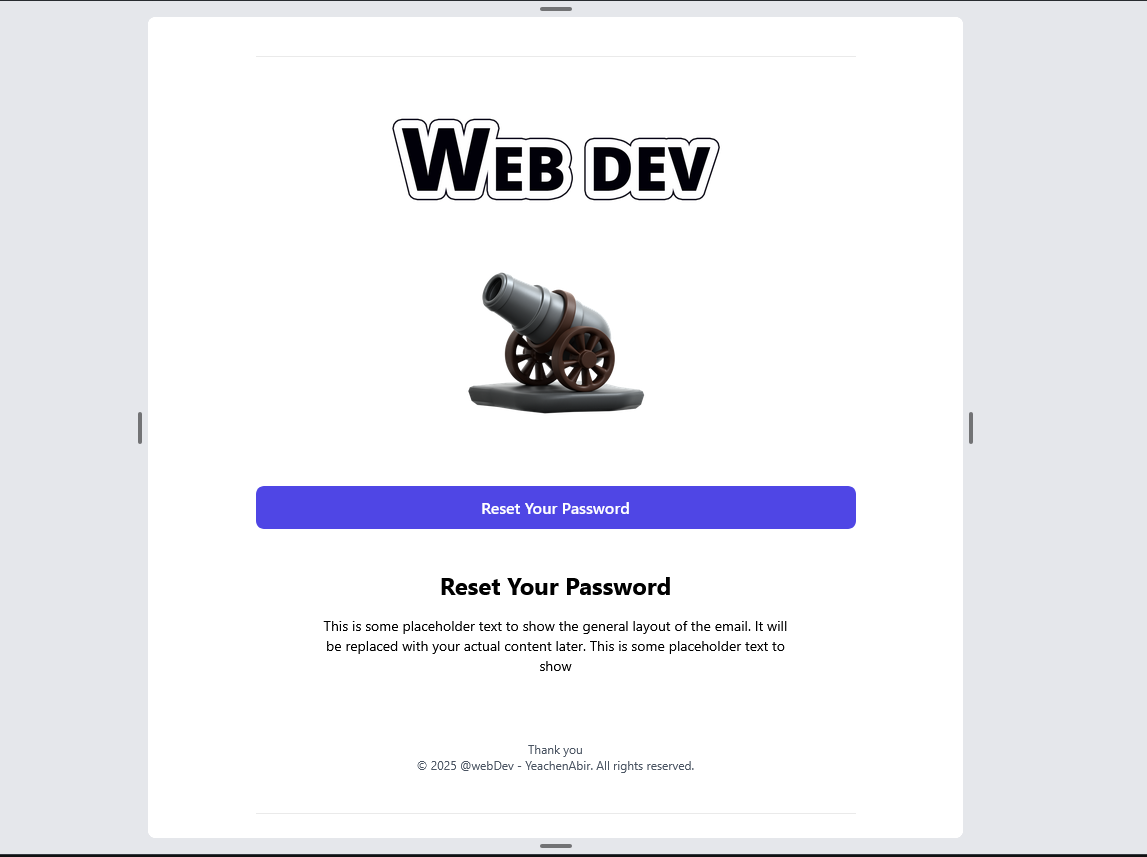 WEB DEV
Reset Your Password
Reset Your Password
This is some placeholder text to show the general layout of the email. It will
be replaced with your actual content later. This is some placeholder text to
show
Thank you
© 2025 @webDev - YeachenAbir. All rights reserved.